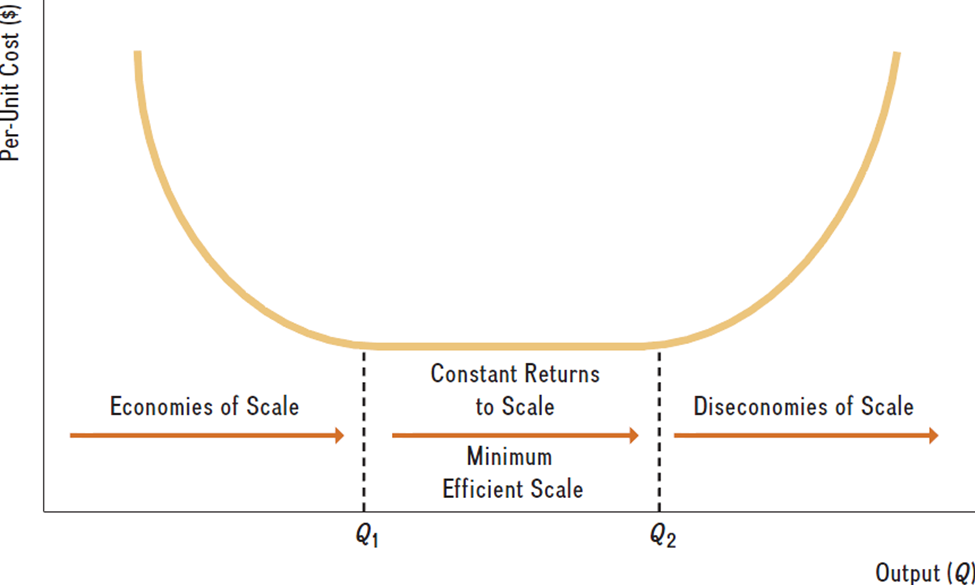 Per-Unit Cost ($)
Economies of Scale
Constant Returns
to Scale
Minimum
Efficient Scale
Diseconomies of Scale
Q1
Q2
Output (Q)